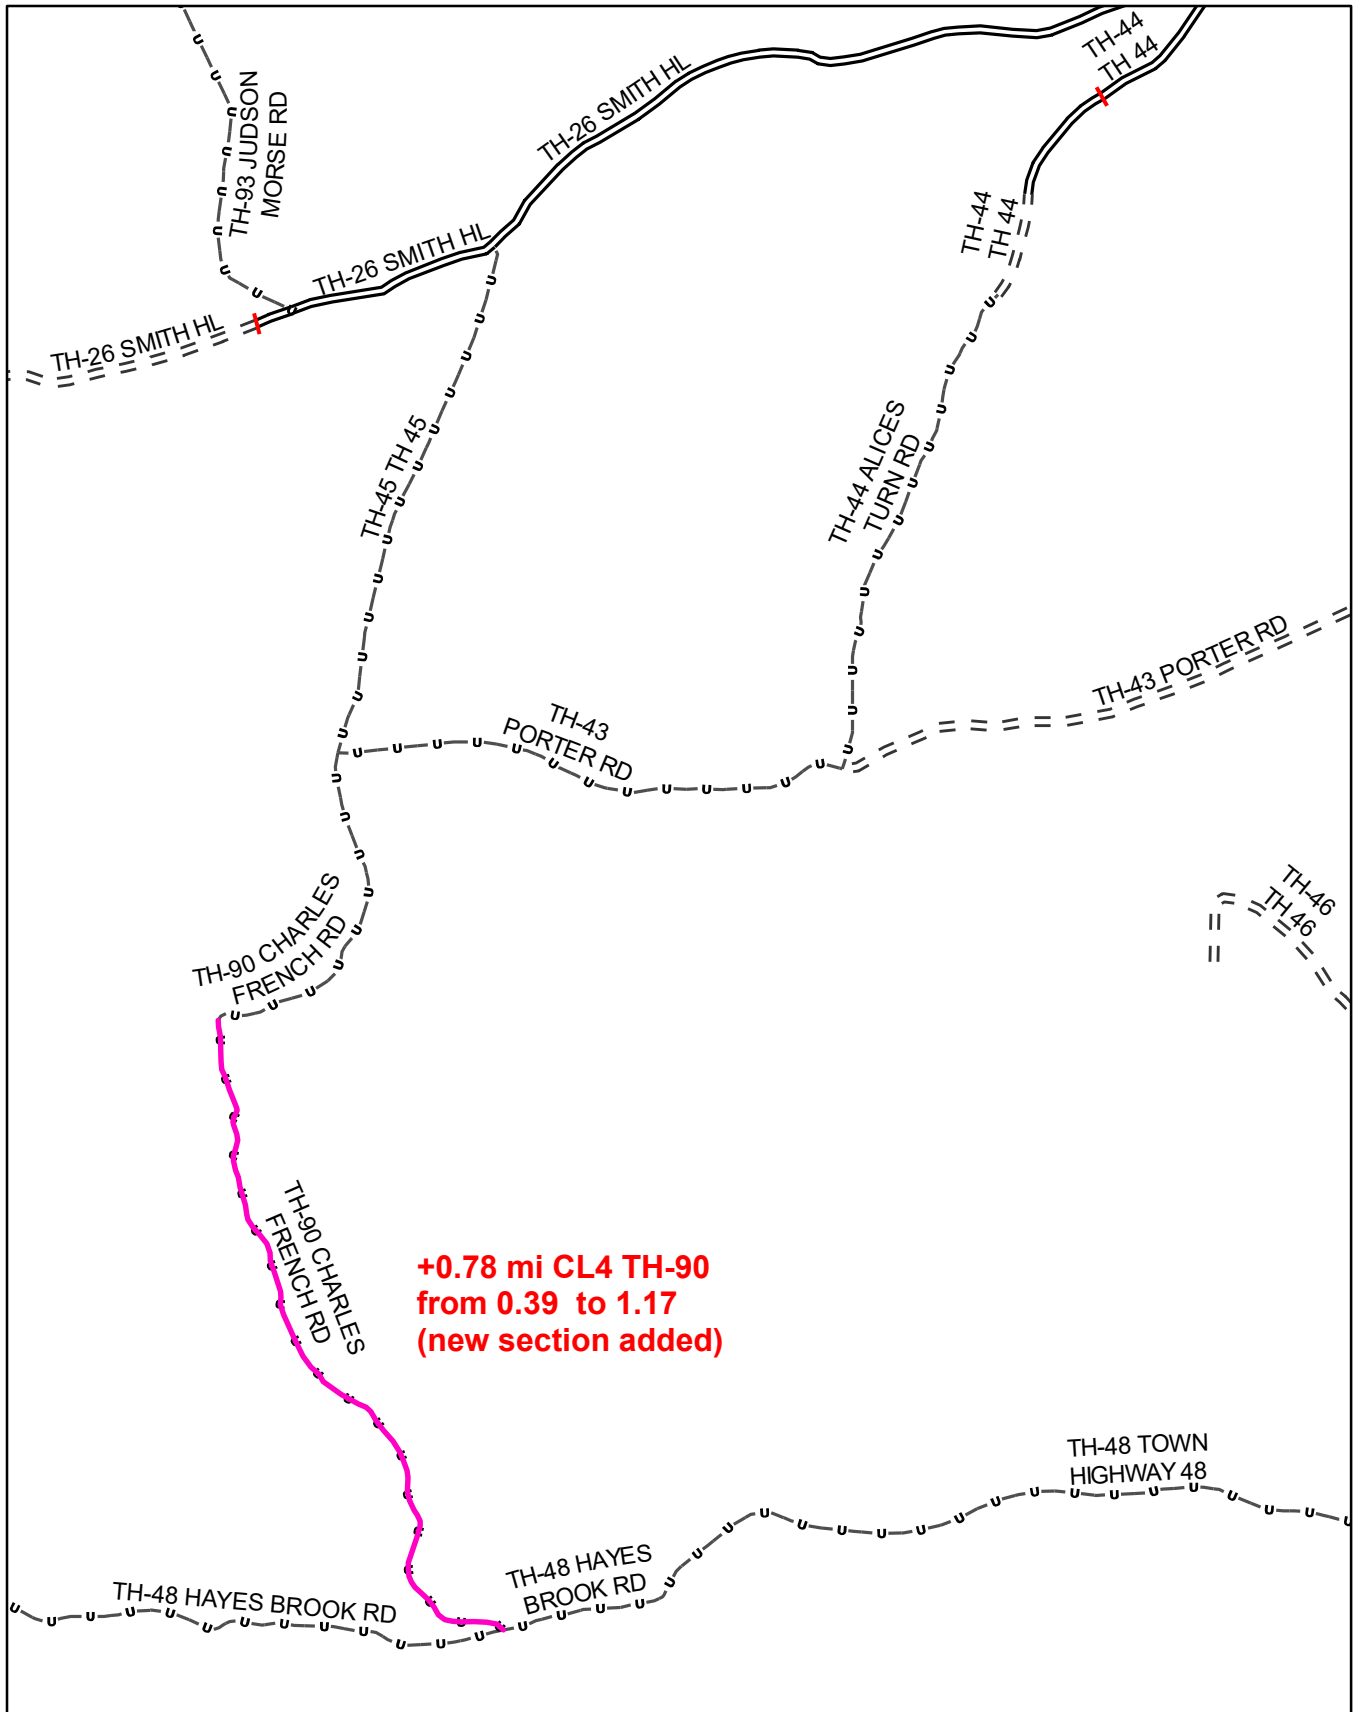 TH-44
TH 44
TH-26 SMITH HL
TH-93 JUDSON
MORSE RD
TH-26 SMITH HL
TH-44
TH 44
TH-26 SMITH HL
TH-45 TH 45
TH-44 ALICES
TURN RD
TH-43 PORTER RD
TH-43
PORTER RD
TH-46
TH 46
TH-90 CHARLES
FRENCH RD
TH-90 CHARLES
FRENCH RD
+0.78 mi CL4 TH-90
from 0.39 to 1.17
(new section added)
TH-48 TOWN
HIGHWAY 48
TH-48 HAYES
BROOK RD
TH-48 HAYES BROOK RD